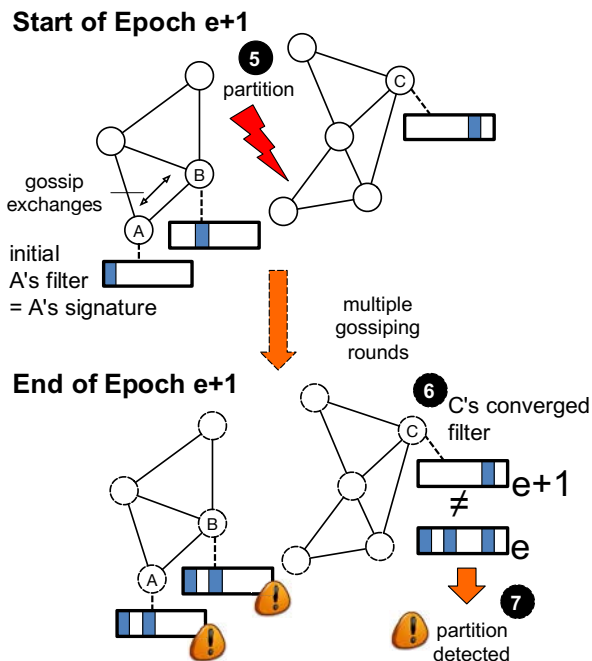 Start of Epoch e+1
5
partition
C
B
gossip
exchanges
A
initial
A's filter
= A's signature
multiple
gossiping
rounds
End of Epoch e+1
6
C's converged
filter
C
e+1
≠
e
B
A
!
!
7
!
partition
detected